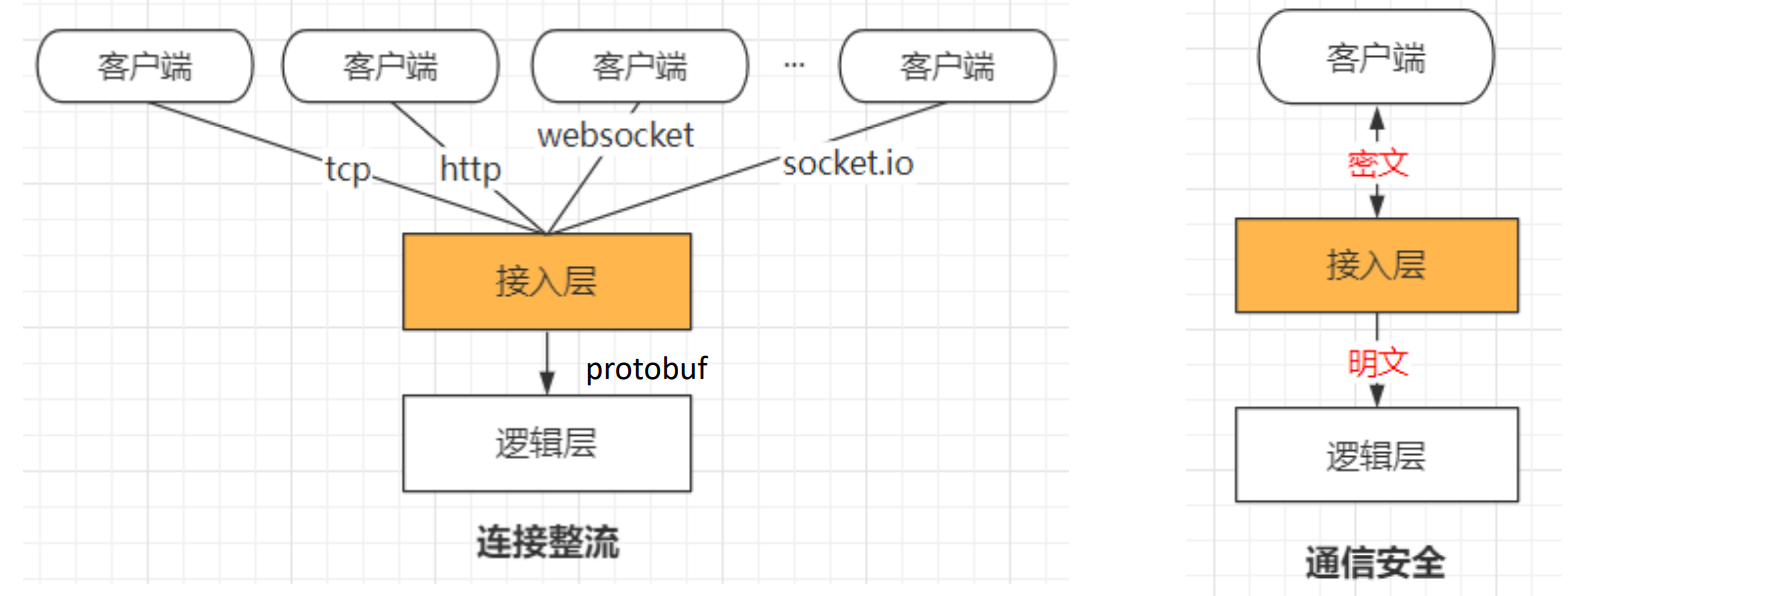 客户端
客户端
客户端
...
客户端
tcp
http
websocket
socket.io
接入层
protobuf
逻辑层
连接整流
客户端
密文
接入层
明文
逻辑层
通信安全